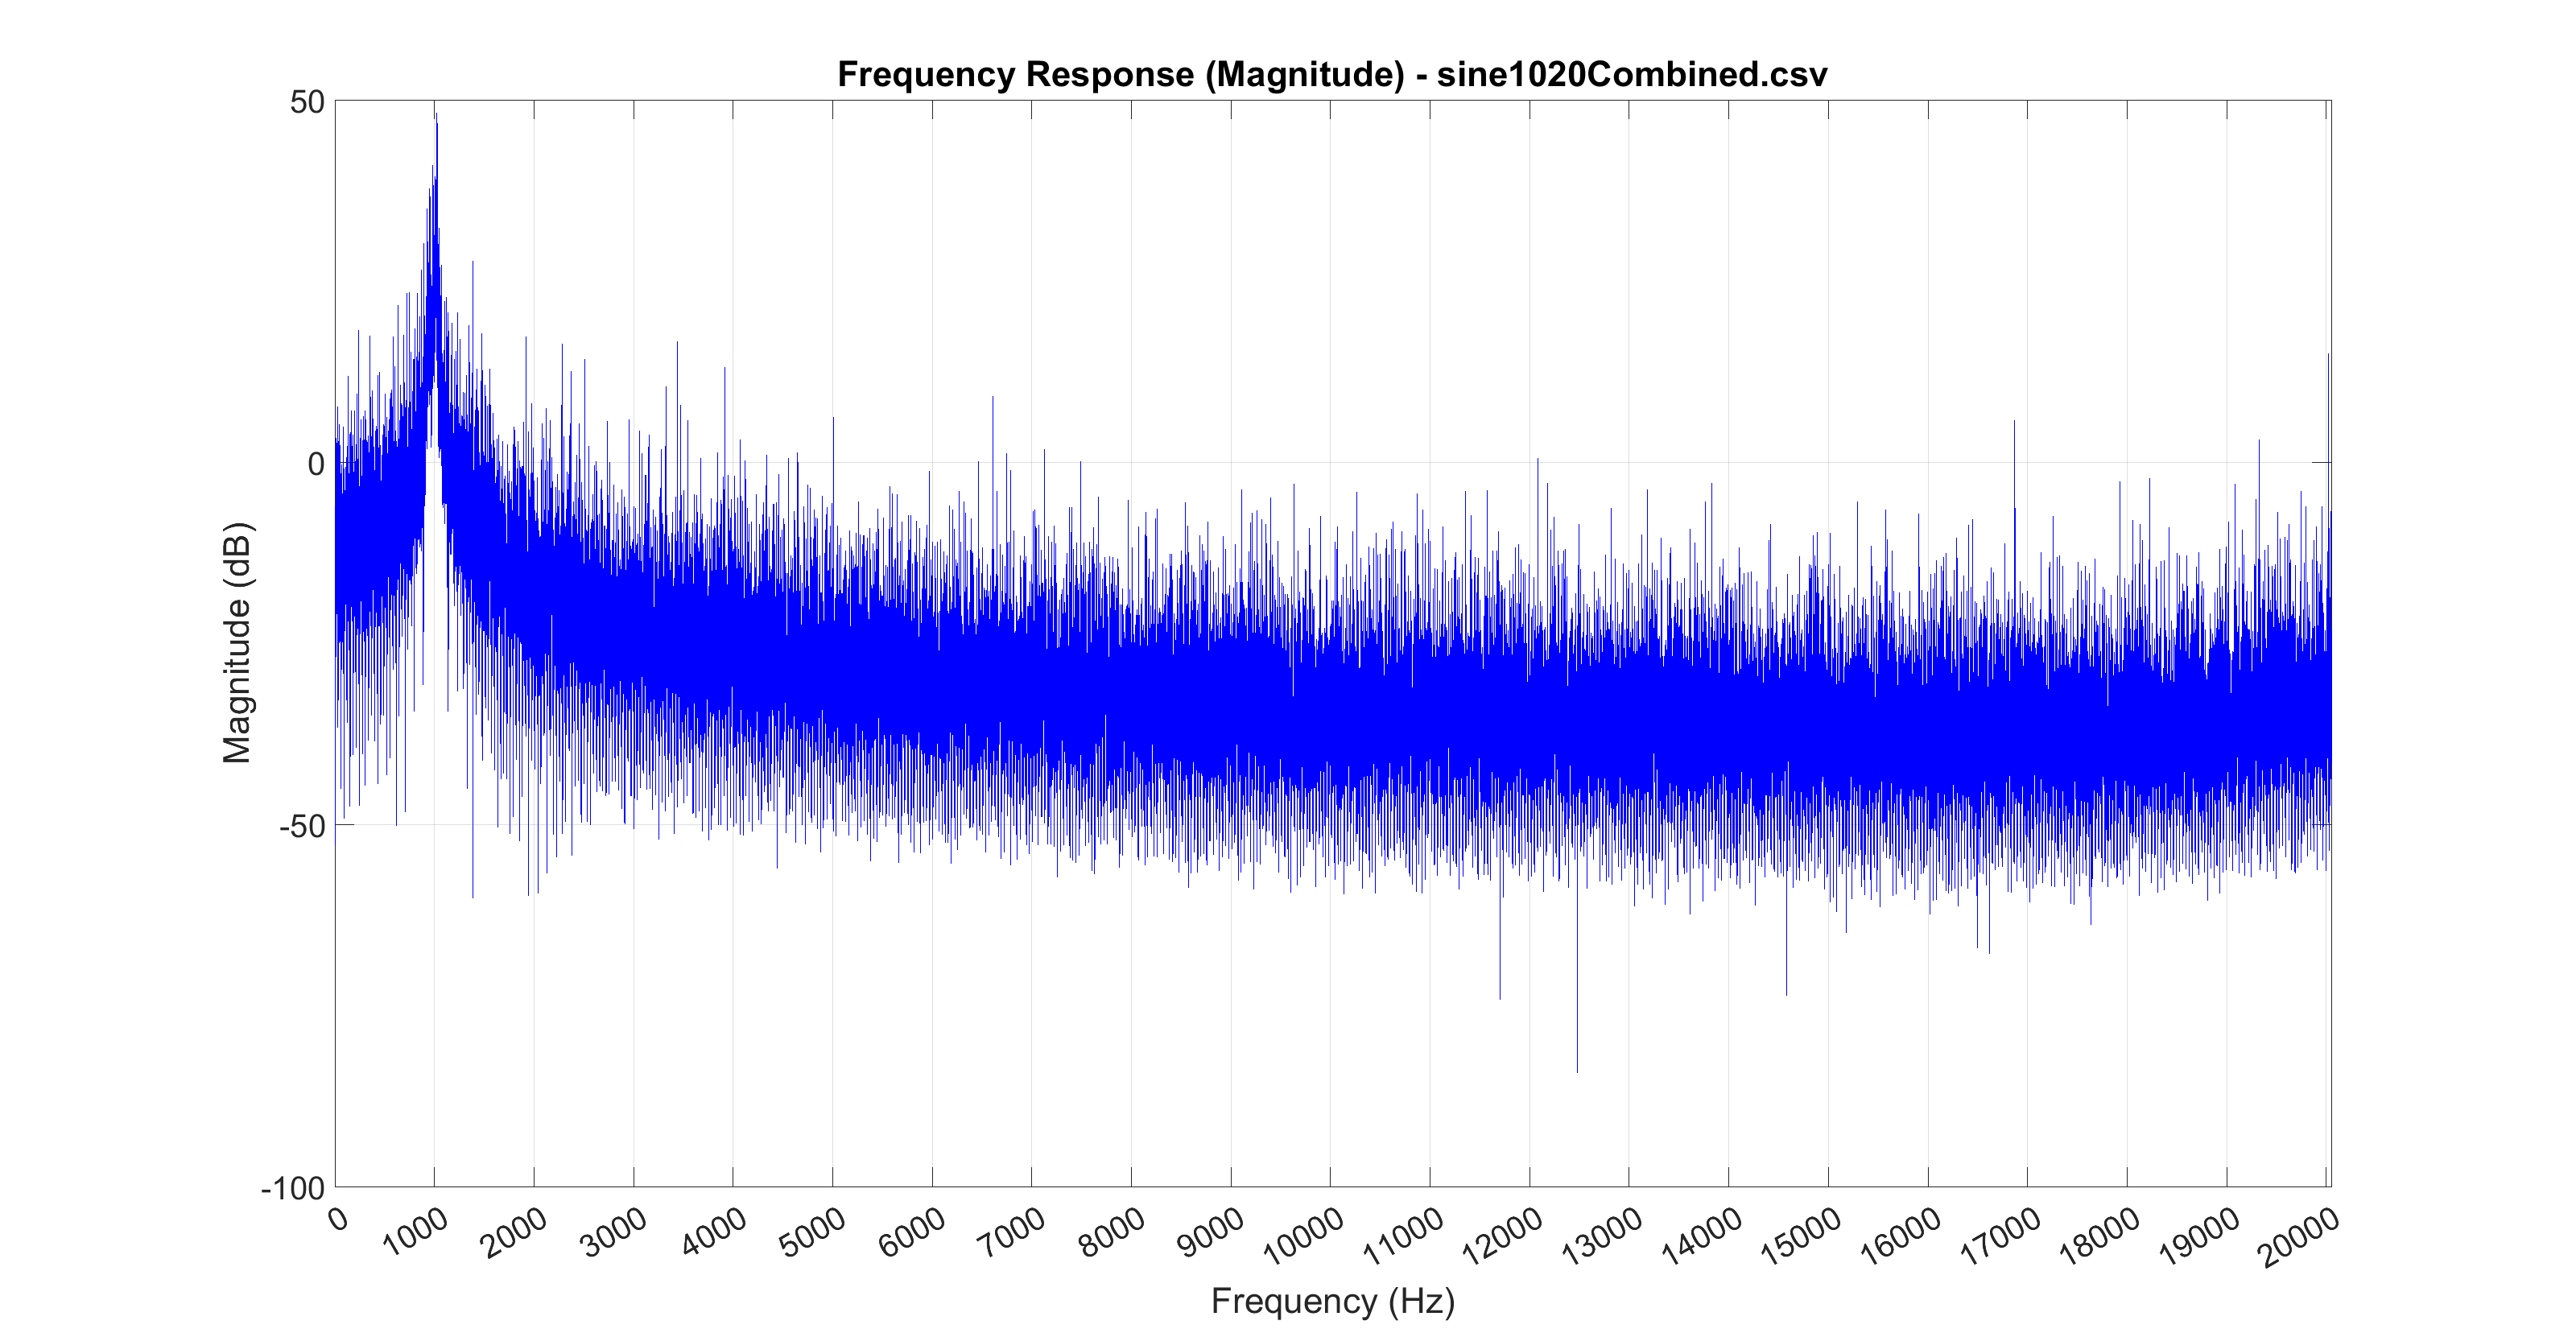 Frequency Response (Magnitude) - sine1020Combined.csv
50
0
-50
-100
Magnitude (dB)
0 1000 2000 3000 4000 5000 6000 7000 8000 9000 10000 11000 12000 13000 14000 15000 16000 17000 18000 19000 20000
Frequency (Hz)